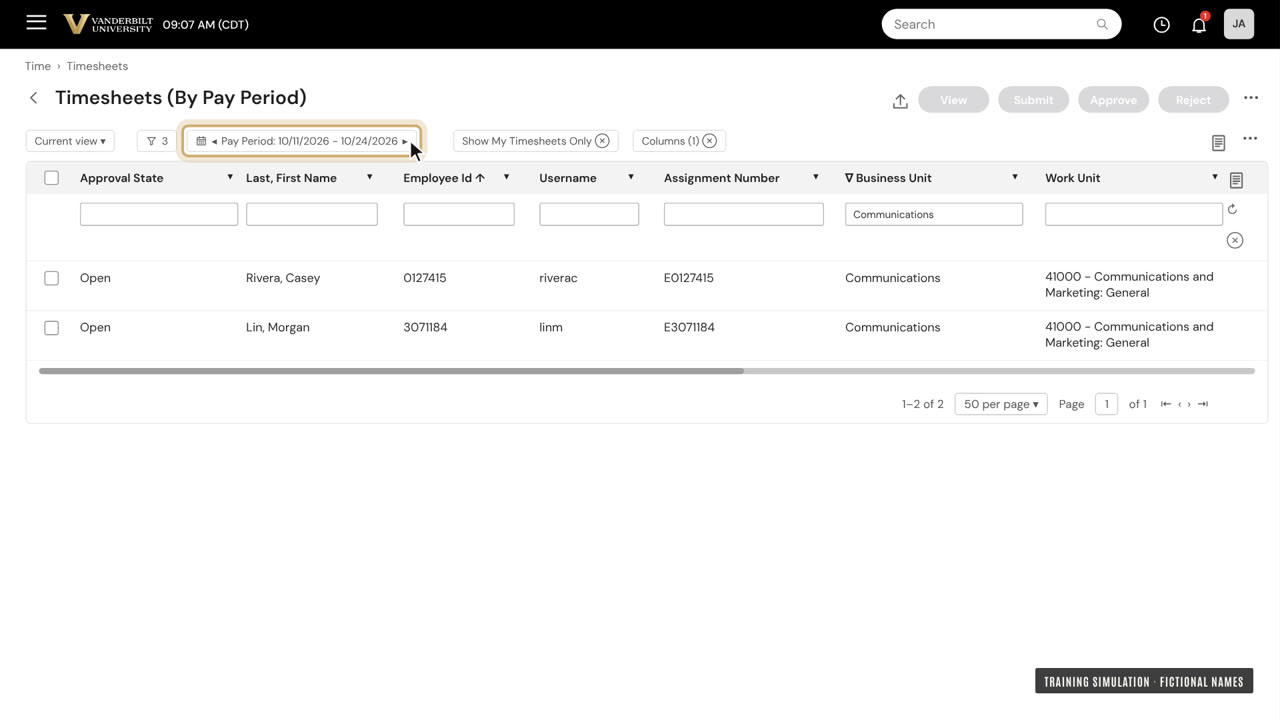 VANDERBILT
UNIVERSITY
09:07 AM (CDT)
Search
1
JA
Time › Timesheets
Timesheets (By Pay Period)
View
Submit
Approve
Reject
Current view ▾
3
◂ Pay Period: 10/11/2026 - 10/24/2026 ▸
Show My Timesheets Only
Columns (1)
Approval State
Last, First Name
Employee Id ↑
Username
Assignment Number
∇ Business Unit
Work Unit
Communications
Open
Rivera, Casey
0127415
riverac
E0127415
Communications
41000 - Communications and
Marketing: General
Open
Lin, Morgan
3071184
linm
E3071184
Communications
41000 - Communications and
Marketing: General
1–2 of 2
50 per page ▾
Page
1
of 1
TRAINING SIMULATION · FICTIONAL NAMES